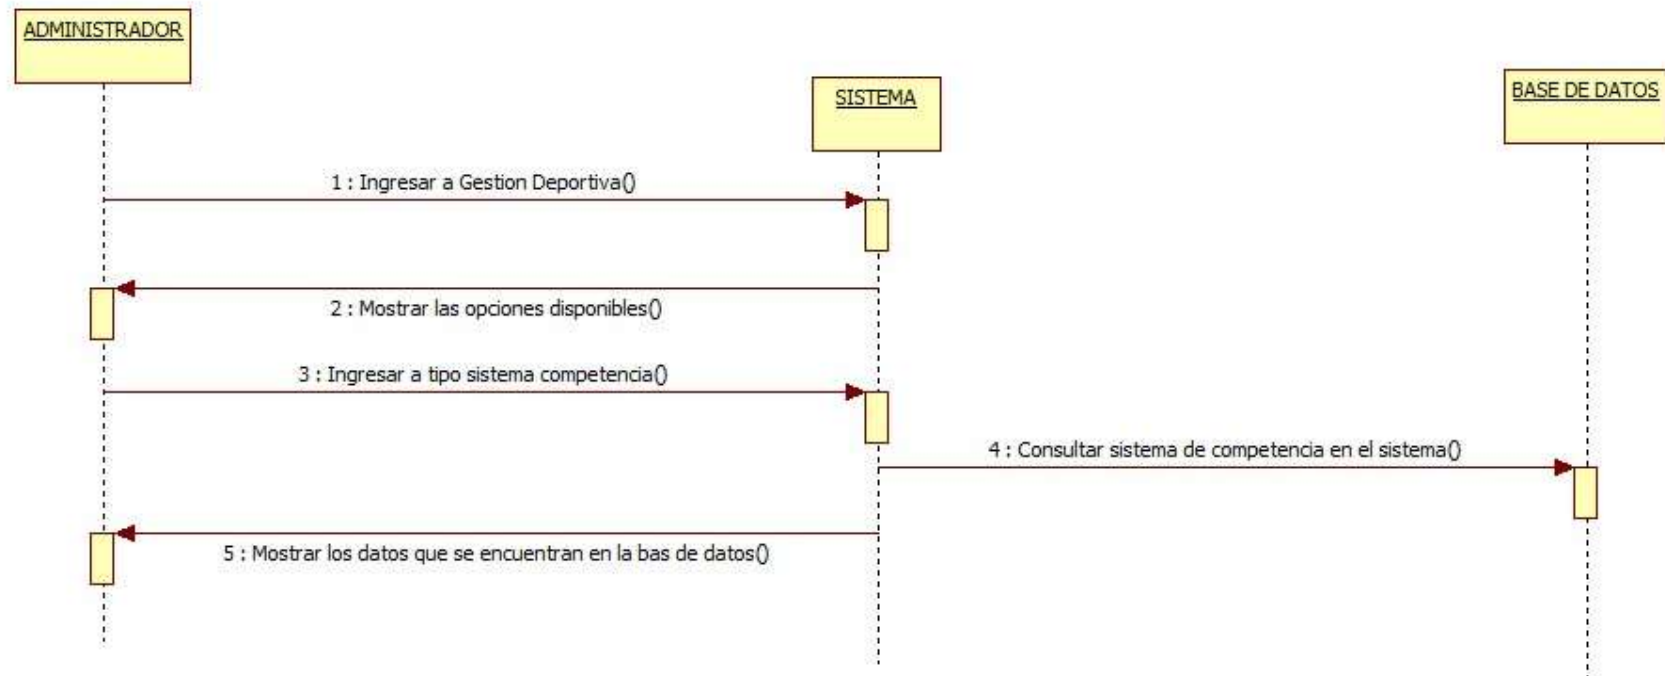 ADMINISTRADOR
SISTEMA
BASE DE DATOS
1 : Ingresar a Gestion Deportiva()
2 : Mostrar las opciones disponibles()
3 : Ingresar a tipo sistema competencia()
4 : Consultar sistema de competencia en el sistema()
5 : Mostrar los datos que se encuentran en la bas de datos()